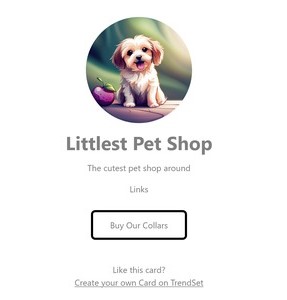 Littlest Pet Shop
The cutest pet shop around
Links
Buy Our Collars
Like this card?
Create your own Card on TrendSet